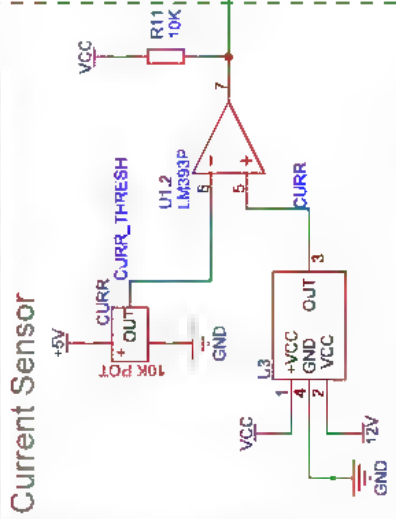 Current Sensor
+5V
CURR
+
OUT
10K POT
GND
CURR_THRESH
VCC
R11
10K
U1.2
LM393P
6
-
5
+
7
CURR
3
OUT
+VCC
GND
VCC
1
4
2
VCC
12V
GND